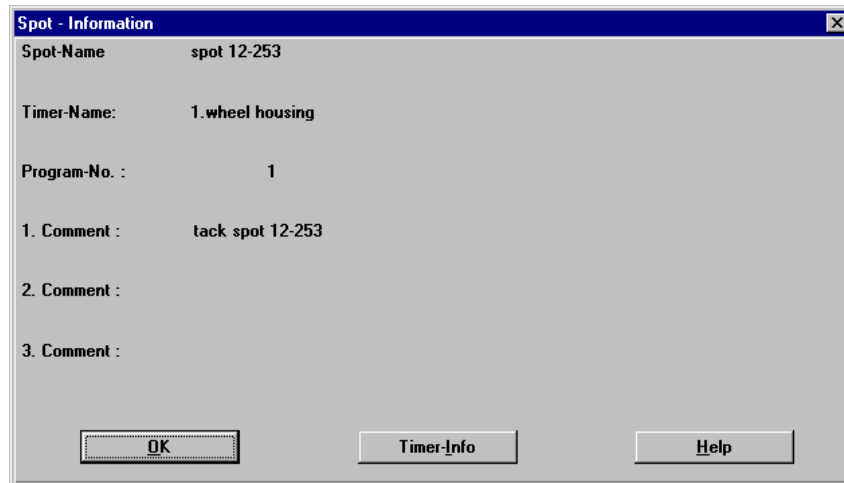 Spot - Information
Spot-Name spot 12-253
Timer-Name: 1.wheel housing
Program-No. : 1
1. Comment : tack spot 12-253
2. Comment :
3. Comment :
OK Timer-Info Help